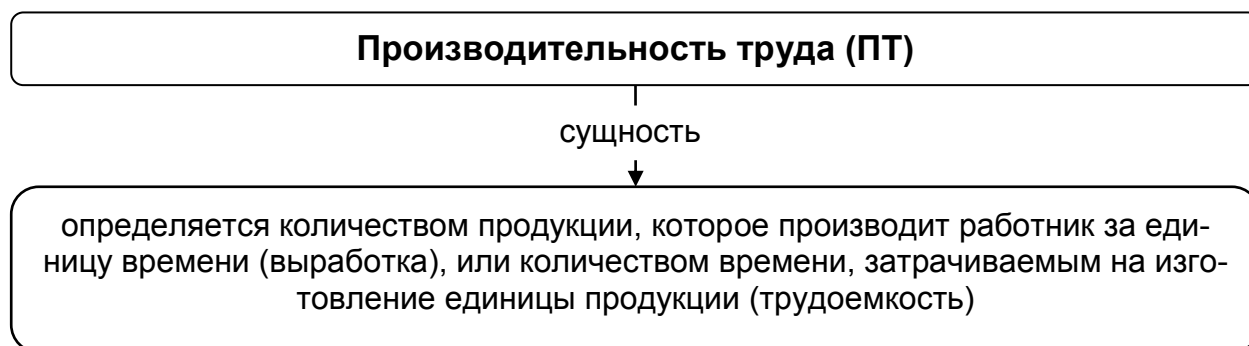 Производительность труда (ПТ)
сущность
определяется количеством продукции, которое производит работник за еди-
ницу времени (выработка), или количеством времени, затрачиваемым на изго-
товление единицы продукции (трудоемкость)